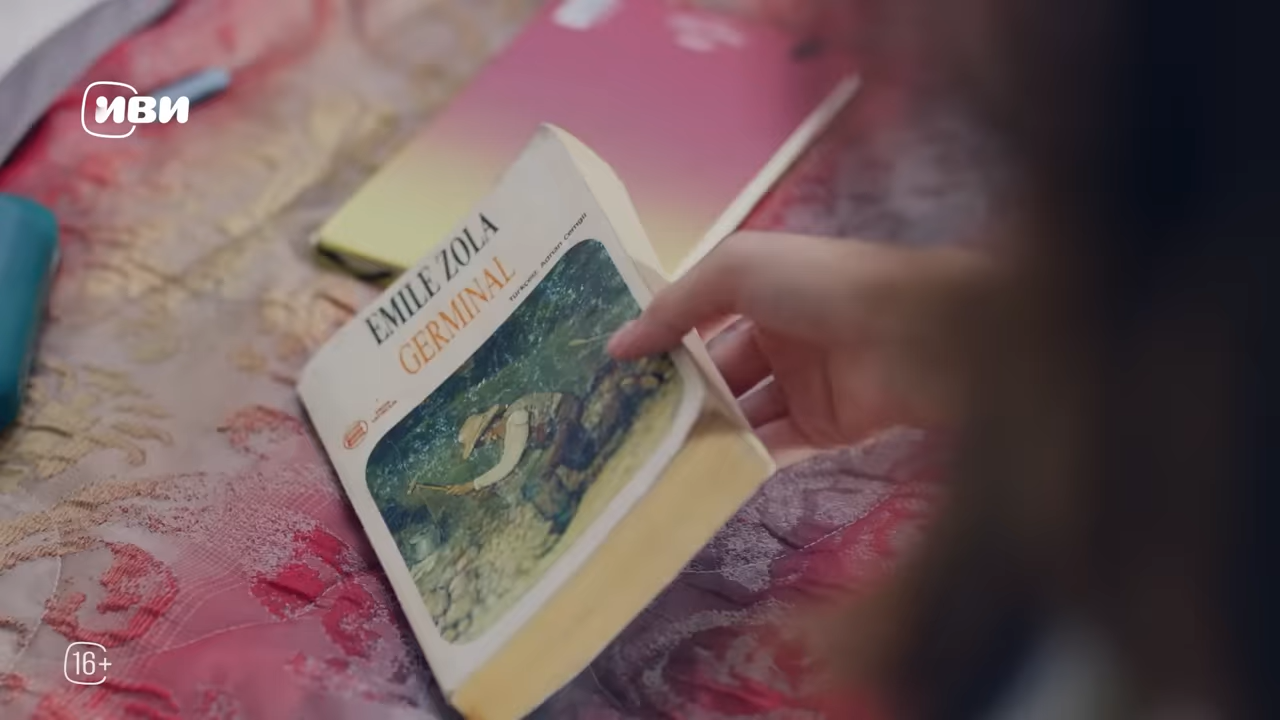 иви
EMILE ZOLA
GERMINAL
Türkçesi: Adnan Cemgil
16+